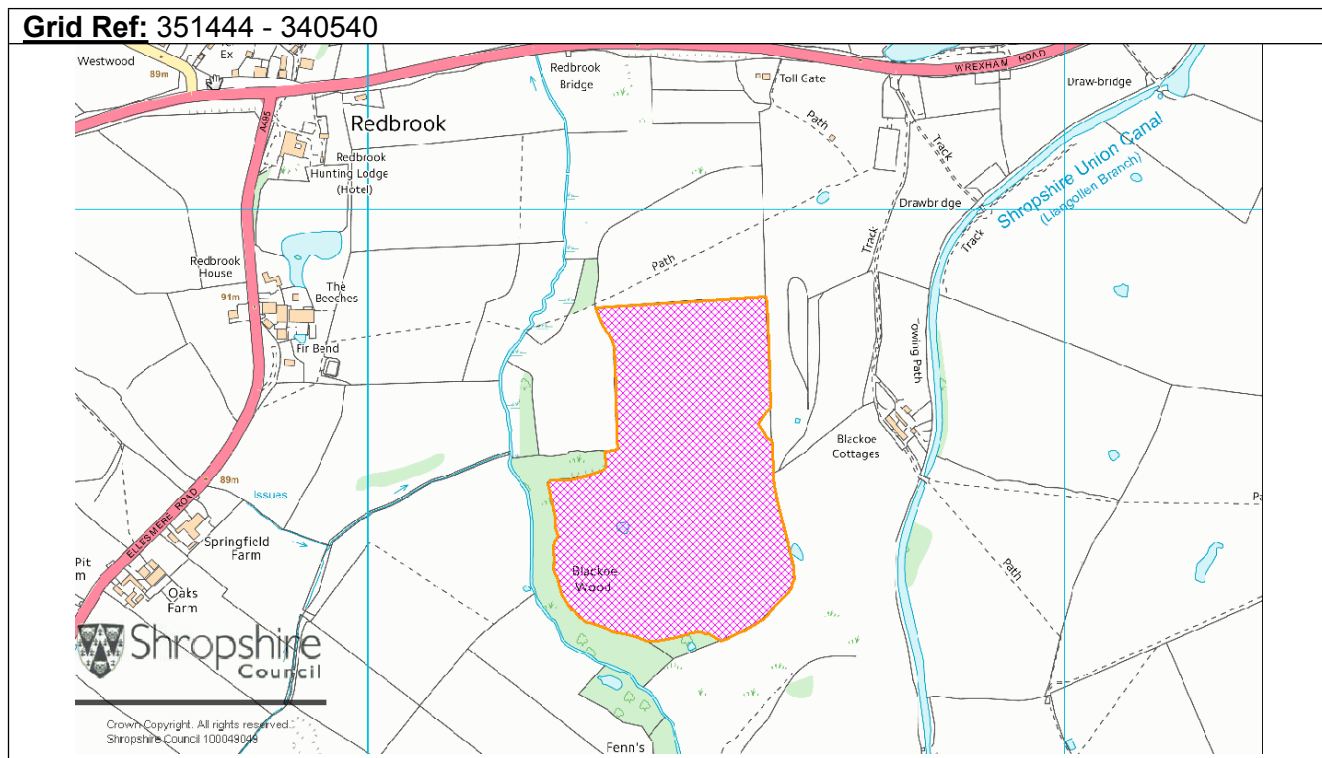 Grid Ref: 351444 - 340540
Westwood
Ex
89m
A495
Redbrook
Redbrook
Hunting Lodge
(Hotel)
Redbrook
Bridge
Toll Cate
WREXHAM ROAD
Draw-bridge
Path
Track
Shropshire Union Canal
(Llangollen Branch)
Drawbridge
Track
Track
Redbrook
House
The
Beeches
91m
Fir Bend
Path
owing Path
Blackoe
Cottages
89m
Issues
ELLESMERE ROAD
Springfield
Farm
Pit
m
Oaks
Farm
Blackoe
Wood
Path
Shropshire
Council
Crown Copyright. All rights reserved.
Shropshire Council 100049049
Fenn's